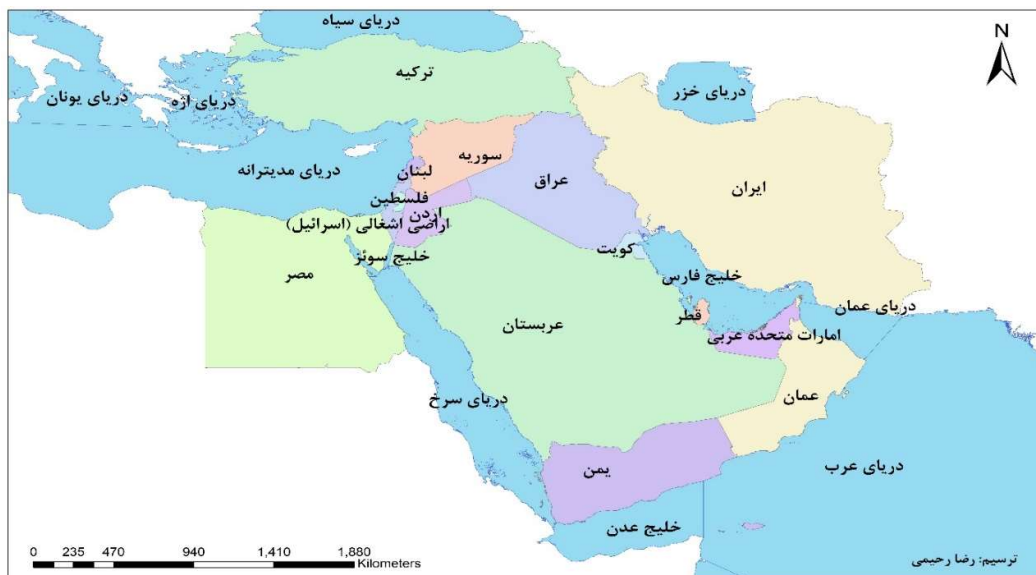 دریای سیاه
N
ترکیه
دریای خزر
دریای یونان
دریای اژه
سوریه
لبنان
دریای مدیترانه
عراق
ایران
فلسطین
اردن
اراضی اشغالی (اسرائیل)
کویت
خلیج سوئز
خلیج فارس
مصر
دریای عمان
قطر
عربستان
امارات متحده عربی
دریای سرخ
عمان
یمن
دریای عرب
خلیج عدن
0 235 470 940 1,410 1,880
Kilometers
ترسیم: رضا رحیمی